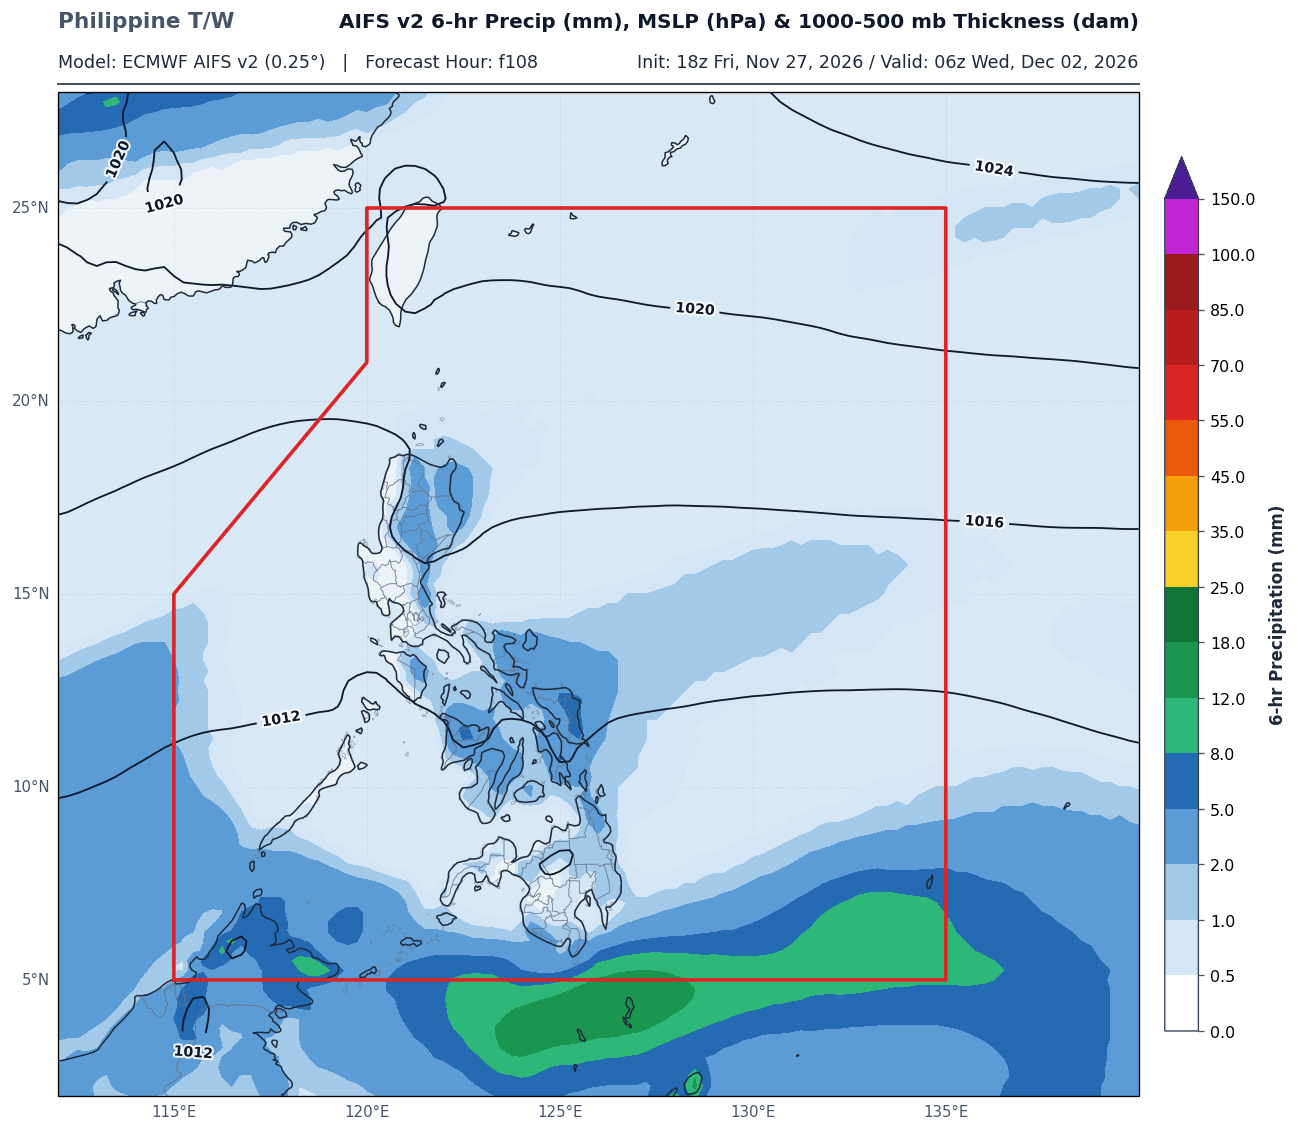 Philippine T/W
AIFS v2 6-hr Precip (mm), MSLP (hPa) & 1000-500 mb Thickness (dam)
Model: ECMWF AIFS v2 (0.25°)   |   Forecast Hour: f108
Init: 18z Fri, Nov 27, 2026 / Valid: 06z Wed, Dec 02, 2026
1020
1020
1024
1020
1016
1012
1012
25°N
20°N
15°N
10°N
5°N
115°E
120°E
125°E
130°E
135°E
150.0
100.0
85.0
70.0
55.0
45.0
35.0
25.0
18.0
12.0
8.0
5.0
2.0
1.0
0.5
0.0
6-hr Precipitation (mm)